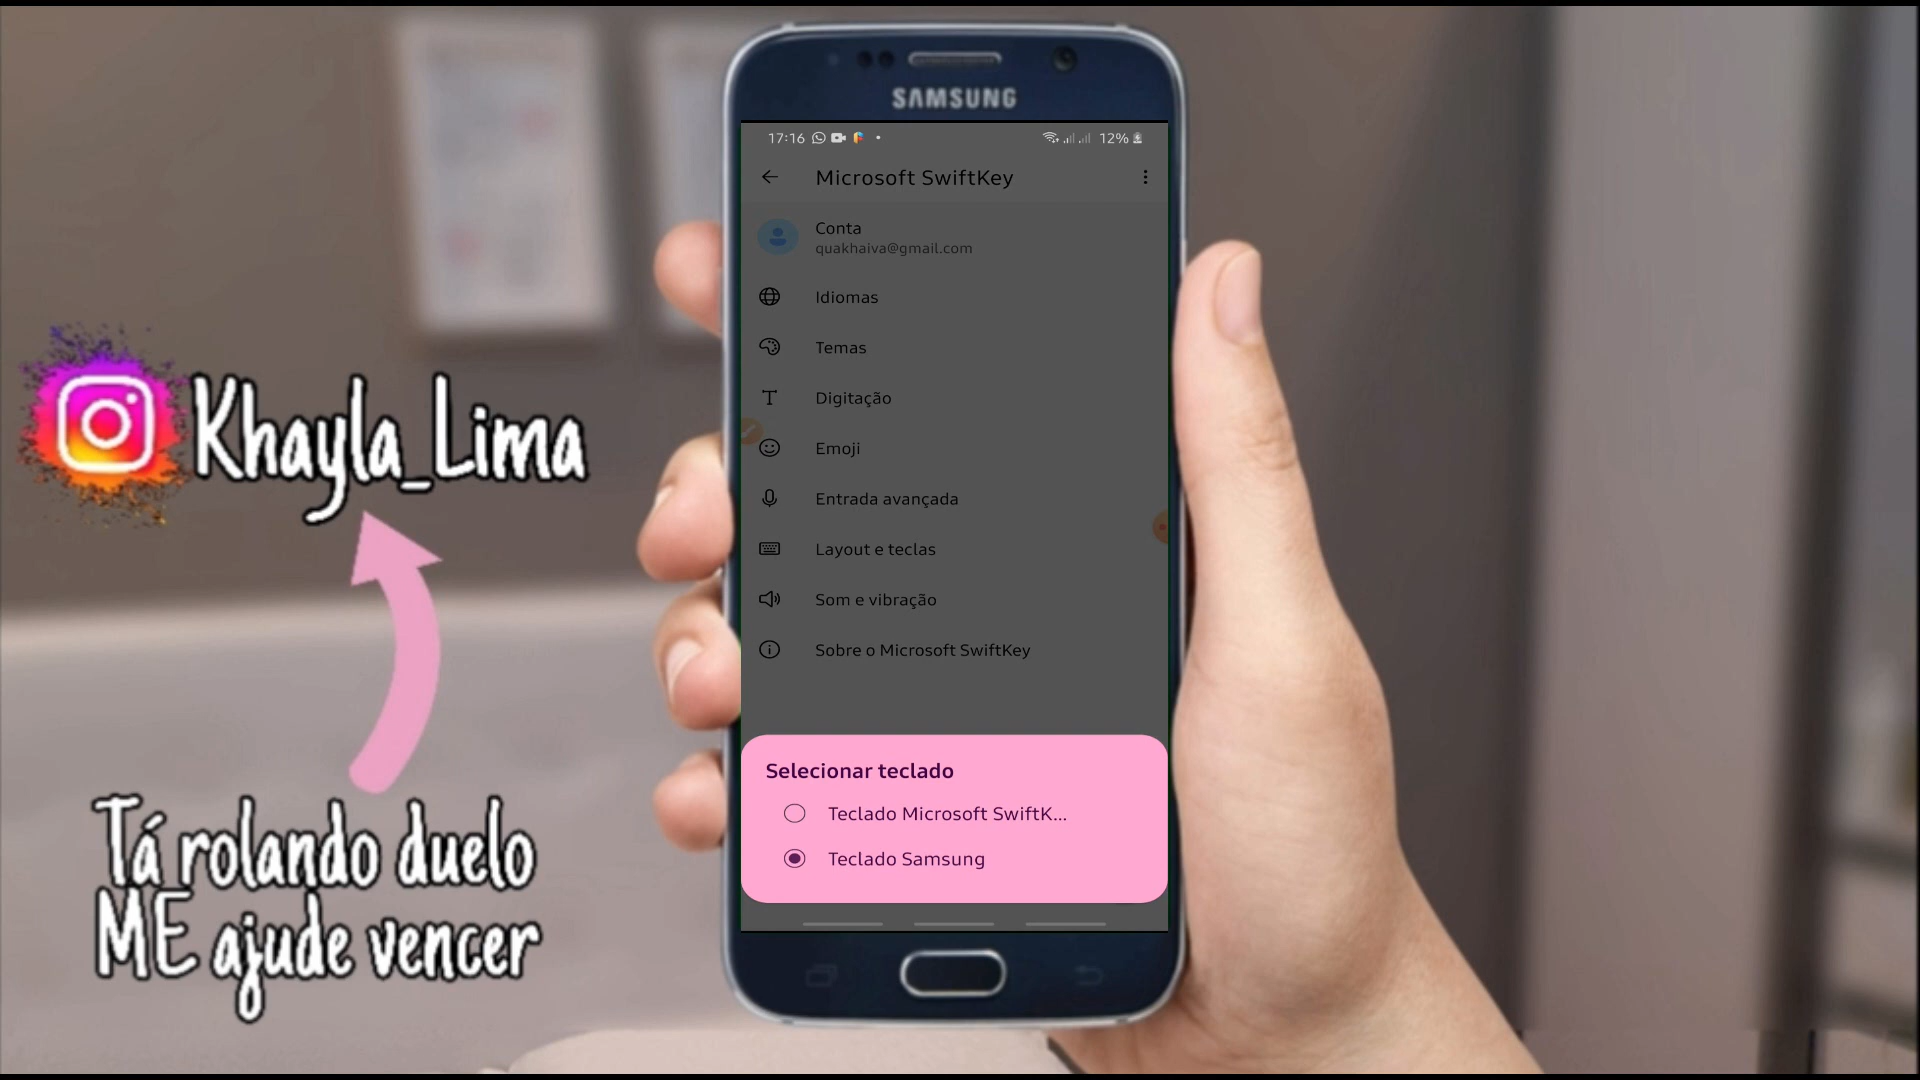 SAMSUNG
17:16
12%
Microsoft SwiftKey
Conta
quakhaiva@gmail.com
Idiomas
Temas
Digitação
Emoji
Entrada avançada
Layout e teclas
Som e vibração
Sobre o Microsoft SwiftKey
Selecionar teclado
Teclado Microsoft SwiftK...
Teclado Samsung
Khayla_Lima
Tá rolando duelo
ME ajude vencer